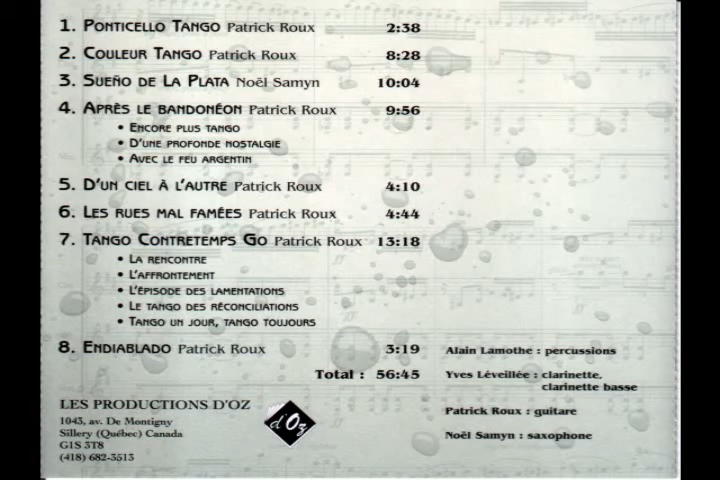 1. PONTICELLO TANGO Patrick Roux 2:38
2. COULEUR TANGO Patrick Roux 8:28
3. SUEÑO DE LA PLATA Noël Samyn 10:04
4. APRÈS LE BANDONÉON Patrick Roux 9:56
• ENCORE PLUS TANGO
• D'UNE PROFONDE NOSTALGIE
• AVEC LE FEU ARGENTIN
5. D'UN CIEL À L'AUTRE Patrick Roux 4:10
6. LES RUES MAL FAMÉES Patrick Roux 4:44
7. TANGO CONTRETEMPS GO Patrick Roux 13:18
• LA RENCONTRE
• L'AFFRONTEMENT
• L'ÉPISODE DES LAMENTATIONS
• LE TANGO DES RÉCONCILIATIONS
• TANGO UN JOUR, TANGO TOUJOURS
8. ENDIABLADO Patrick Roux 3:19
Total : 56:45
Alain Lamothe : percussions
Yves Léveillée : clarinette,
clarinette basse
Patrick Roux : guitare
Noël Samyn : saxophone
LES PRODUCTIONS D'OZ
1043, av. De Montigny
Sillery (Québec) Canada
G1S 3T8
(418) 682-3513
d'Oz